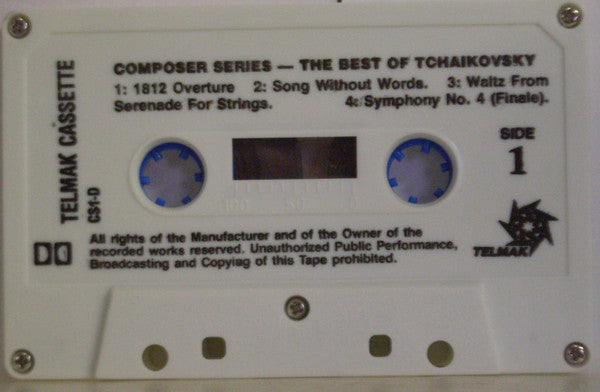 COMPOSER SERIES — THE BEST OF TCHAIKOVSKY
1: 1812 Overture 2: Song Without Words. 3: Waltz From
Serenade For Strings. 4: Symphony No. 4 (Finale).
TELMAK CASSETTE
CS1-D
SIDE
1
100 50 0
TELMAK
All rights of the Manufacturer and of the Owner of the
recorded works reserved. Unauthorized Public Performance,
Broadcasting and Copying of this Tape prohibited.